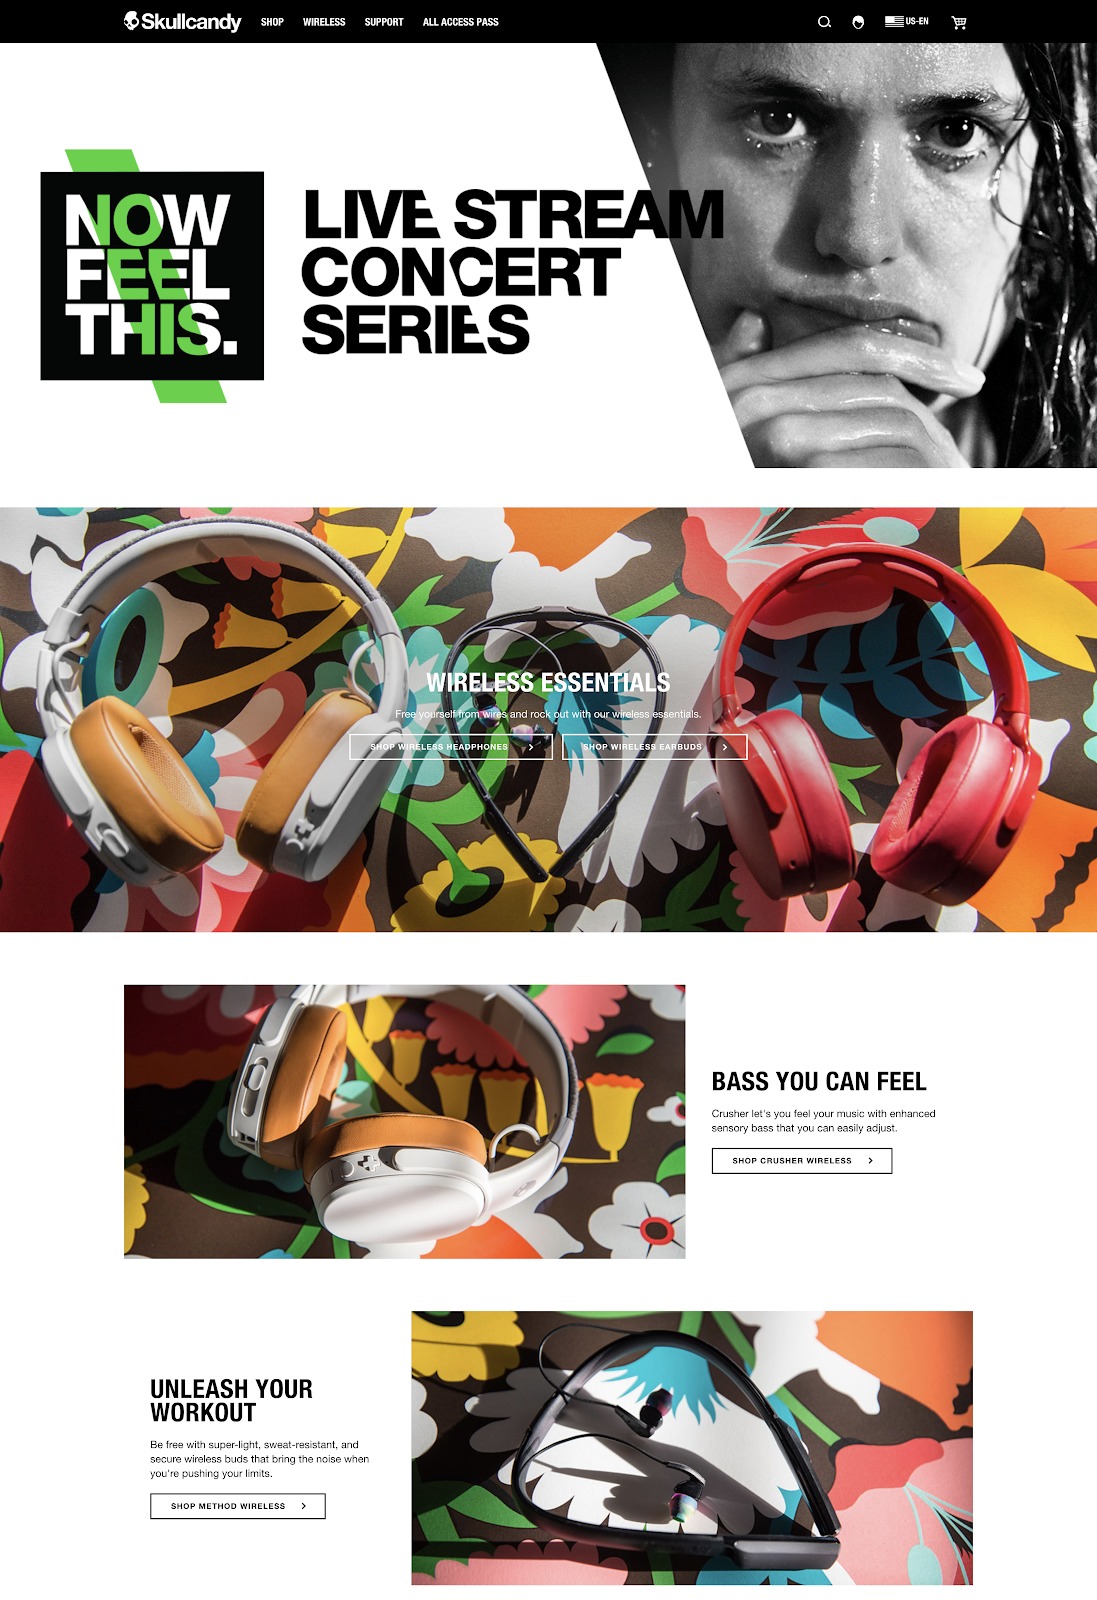 Skullcandy SHOP WIRELESS SUPPORT ALL ACCESS PASS US-EN
NOW
FEEL
THIS.
LIVE STREAM
CONCERT
SERIES
WIRELESS ESSENTIALS
Free yourself from wires and rock out with our wireless essentials.
SHOP WIRELESS HEADPHONES
SHOP WIRELESS EARBUDS
BASS YOU CAN FEEL
Crusher let's you feel your music with enhanced
sensory bass that you can easily adjust.
SHOP CRUSHER WIRELESS
UNLEASH YOUR
WORKOUT
Be free with super-light, sweat-resistant, and
secure wireless buds that bring the noise when
you're pushing your limits.
SHOP METHOD WIRELESS